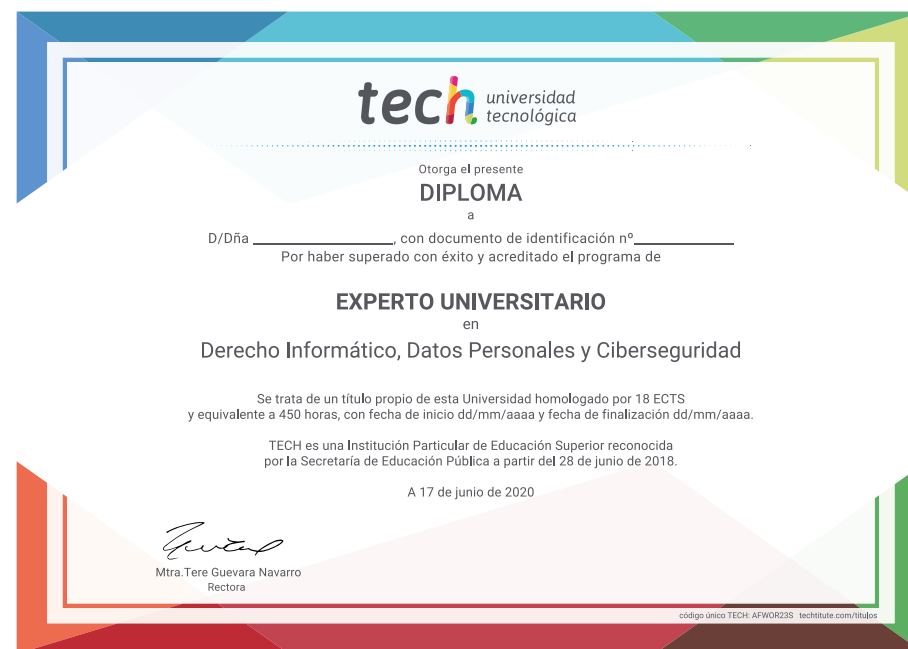 tech universidad
tecnológica
Otorga el presente
DIPLOMA
a
D/Dña ____________________, con documento de identificación nº______________
Por haber superado con éxito y acreditado el programa de
EXPERTO UNIVERSITARIO
en
Derecho Informático, Datos Personales y Ciberseguridad
Se trata de un título propio de esta Universidad homologado por 18 ECTS
y equivalente a 450 horas, con fecha de inicio dd/mm/aaaa y fecha de finalización dd/mm/aaaa.
TECH es una Institución Particular de Educación Superior reconocida
por la Secretaría de Educación Pública a partir del 28 de junio de 2018.
A 17 de junio de 2020
Mtra.Tere Guevara Navarro
Rectora
código único TECH: AFWOR23S techtitute.com/titulos